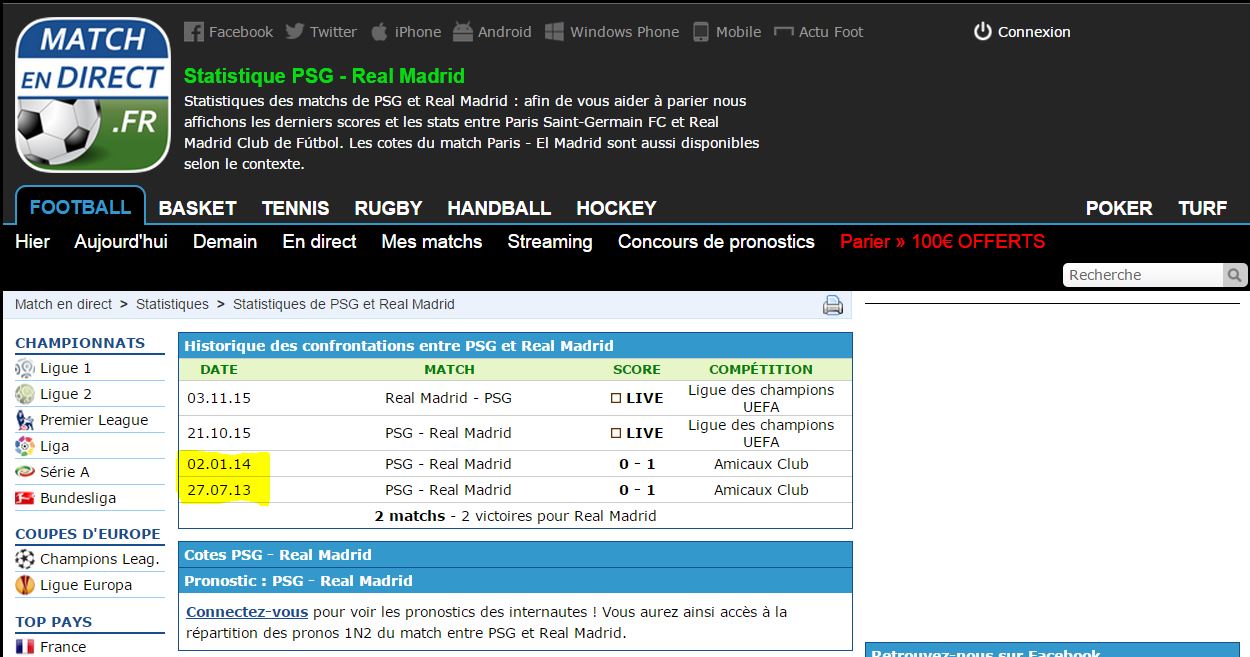 MATCH
EN DIRECT
.FR
Facebook Twitter iPhone Android Windows Phone Mobile Actu Foot Connexion
Statistique PSG - Real Madrid
Statistiques des matchs de PSG et Real Madrid : afin de vous aider à parier nous
affichons les derniers scores et les stats entre Paris Saint-Germain FC et Real
Madrid Club de Fútbol. Les cotes du match Paris - El Madrid sont aussi disponibles
selon le contexte.
FOOTBALL BASKET TENNIS RUGBY HANDBALL HOCKEY POKER TURF
Hier Aujourd'hui Demain En direct Mes matchs Streaming Concours de pronostics Parier » 100€ OFFERTS
Recherche
Match en direct > Statistiques > Statistiques de PSG et Real Madrid
CHAMPIONNATS
Ligue 1
Ligue 2
Premier League
Liga
Série A
Bundesliga
COUPES D'EUROPE
Champions Leag.
Ligue Europa
TOP PAYS
France
Historique des confrontations entre PSG et Real Madrid
DATE MATCH SCORE COMPÉTITION
03.11.15 Real Madrid - PSG LIVE Ligue des champions
UEFA
21.10.15 PSG - Real Madrid LIVE Ligue des champions
UEFA
02.01.14 PSG - Real Madrid 0 - 1 Amicaux Club
27.07.13 PSG - Real Madrid 0 - 1 Amicaux Club
2 matchs - 2 victoires pour Real Madrid
Cotes PSG - Real Madrid
Pronostic : PSG - Real Madrid
Connectez-vous pour voir les pronostics des internautes ! Vous aurez ainsi accès à la
répartition des pronos 1N2 du match entre PSG et Real Madrid.
Retrouvez-nous sur Facebook